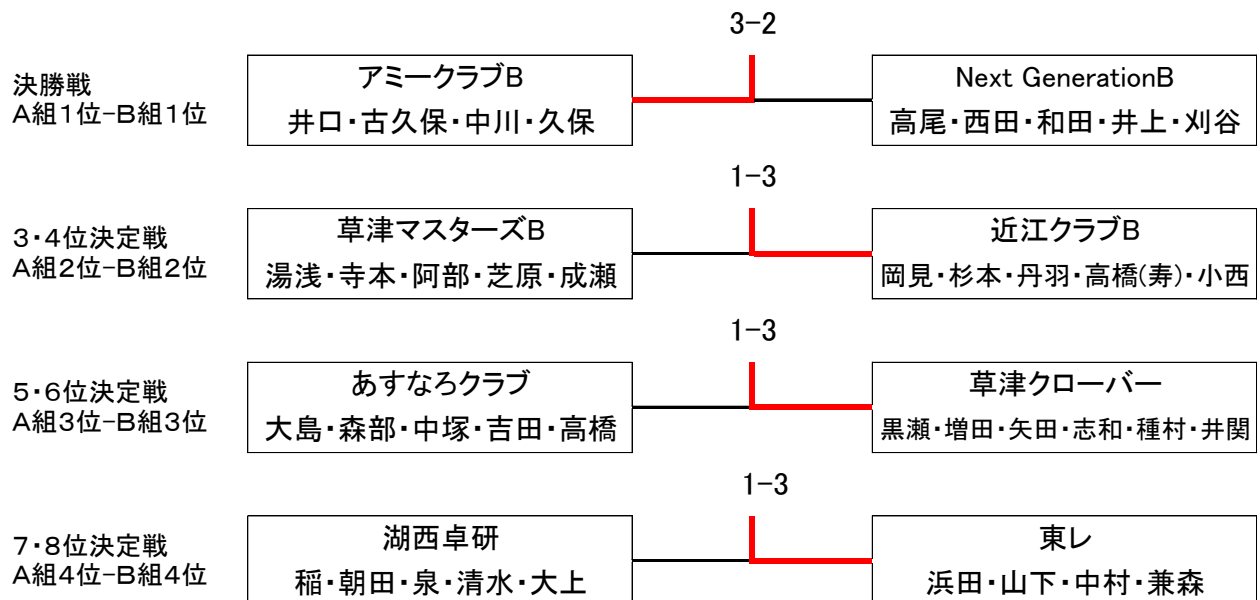 3-2
決勝戦
A組1位-B組1位
アミークラブB
井口・古久保・中川・久保
Next GenerationB
高尾・西田・和田・井上・刈谷
1-3
3・4位決定戦
A組2位-B組2位
草津マスターズB
湯浅・寺本・阿部・芝原・成瀬
近江クラブB
岡見・杉本・丹羽・高橋(寿)・小西
1-3
5・6位決定戦
A組3位-B組3位
あすなろクラブ
大島・森部・中塚・吉田・高橋
草津クローバー
黒瀬・増田・矢田・志和・種村・井関
1-3
7・8位決定戦
A組4位-B組4位
湖西卓研
稲・朝田・泉・清水・大上
東レ
浜田・山下・中村・兼森